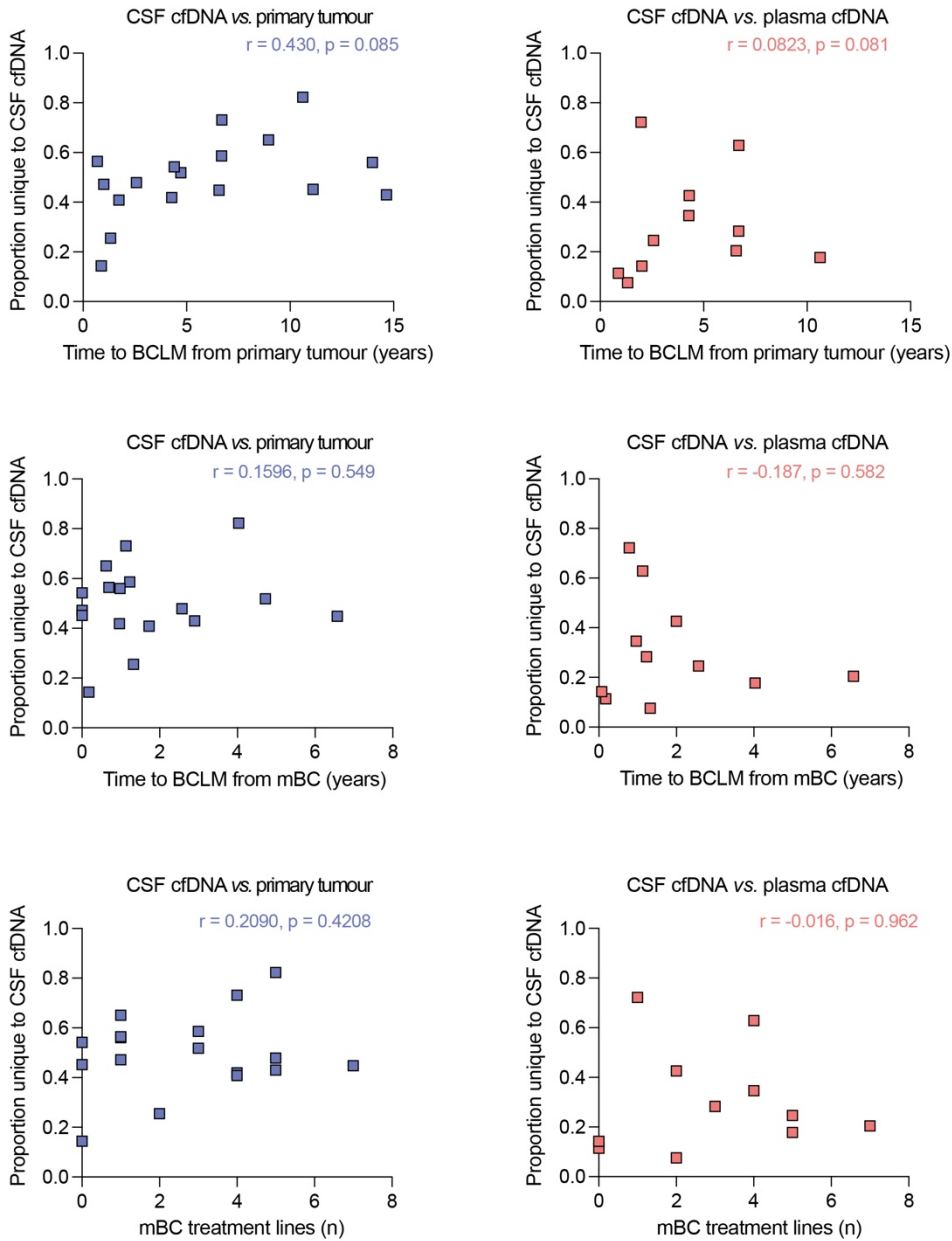 CSF cfDNA vs. primary tumour
r = 0.430, p = 0.085
Proportion unique to CSF cfDNA
1.0
0.8
0.6
0.4
0.2
0.0
0 5 10 15
Time to BCLM from primary tumour (years)
CSF cfDNA vs. plasma cfDNA
r = 0.0823, p = 0.081
Proportion unique to CSF cfDNA
1.0
0.8
0.6
0.4
0.2
0.0
0 5 10 15
Time to BCLM from primary tumour (years)
CSF cfDNA vs. primary tumour
r = 0.1596, p = 0.549
Proportion unique to CSF cfDNA
1.0
0.8
0.6
0.4
0.2
0.0
0 2 4 6 8
Time to BCLM from mBC (years)
CSF cfDNA vs. plasma cfDNA
r = -0.187, p = 0.582
Proportion unique to CSF cfDNA
1.0
0.8
0.6
0.4
0.2
0.0
0 2 4 6 8
Time to BCLM from mBC (years)
CSF cfDNA vs. primary tumour
r = 0.2090, p = 0.4208
Proportion unique to CSF cfDNA
1.0
0.8
0.6
0.4
0.2
0.0
0 2 4 6 8
mBC treatment lines (n)
CSF cfDNA vs. plasma cfDNA
r = -0.016, p = 0.962
Proportion unique to CSF cfDNA
1.0
0.8
0.6
0.4
0.2
0.0
0 2 4 6 8
mBC treatment lines (n)